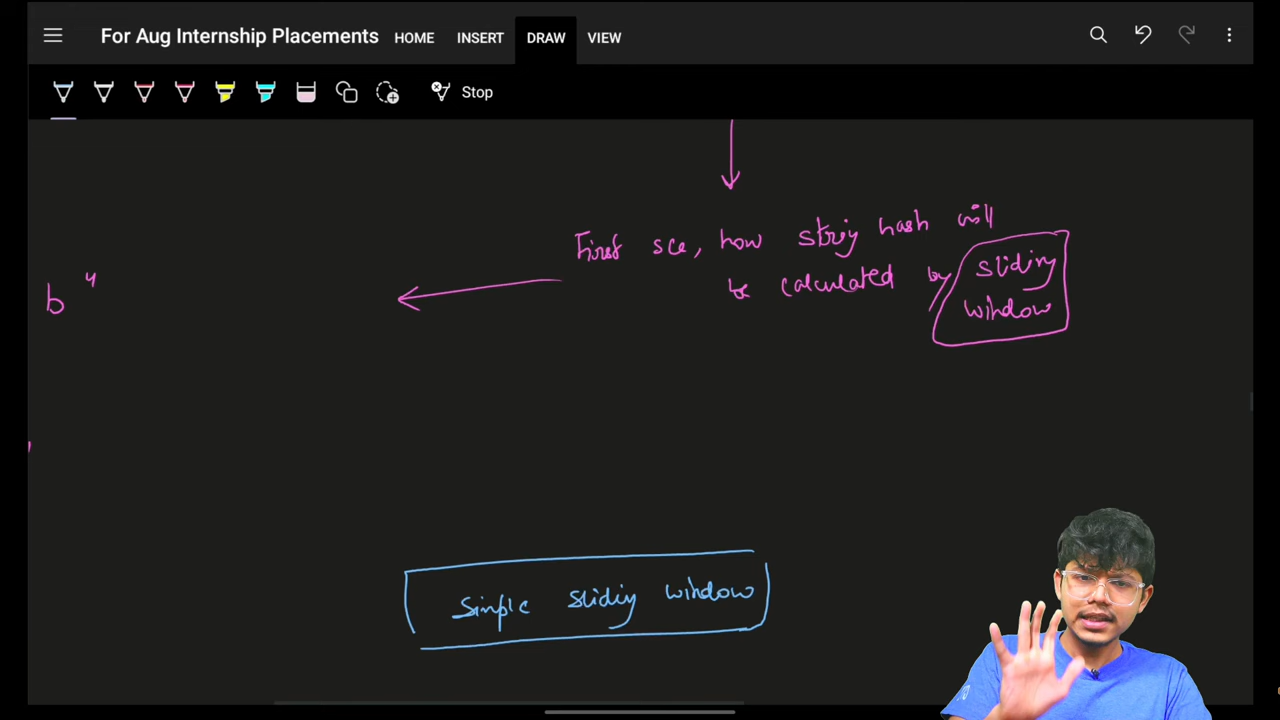 For Aug Internship Placements HOME INSERT DRAW VIEW
Stop
First see, how string hash will
be calculated by sliding
window
b 4
simple sliding window